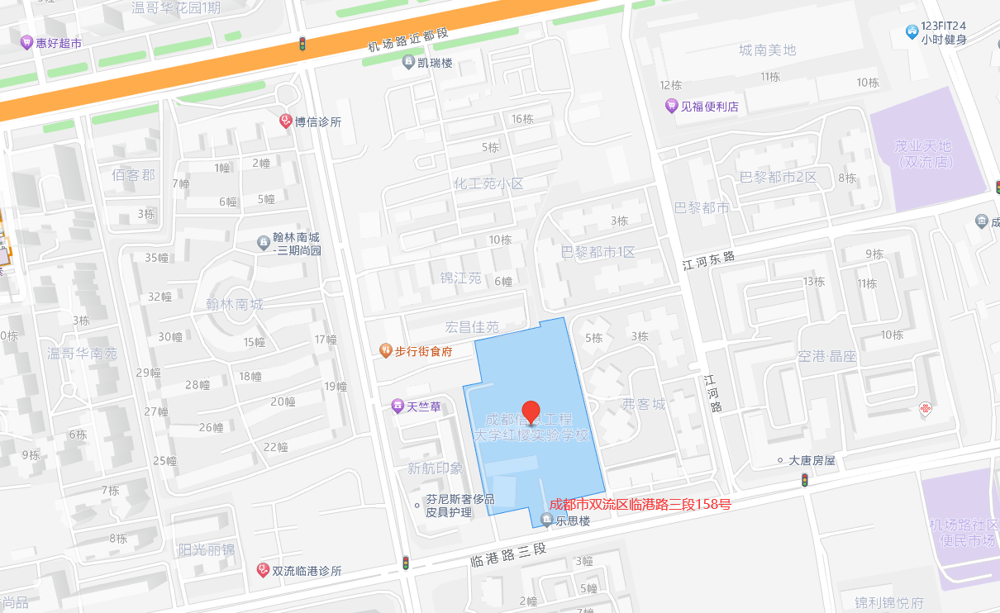 温哥华花园1期
惠好超市
机场路近都段
凯瑞楼
123FIT24
小时健身
城南美地
11栋
10栋
12栋
见福便利店
16栋
博信诊所
5栋
茂业天地
(双流店)
佰客郡
1幢
2幢
7幢
6幢
5幢
3栋
化工苑小区
巴黎都市2区
8栋
巴黎都市
3栋
成
翰林南城
-三期尚园
10栋
巴黎都市1区
江河东路
9栋
35幢
锦江苑
6幢
13栋
11栋
32幢
翰林南城
3栋
宏昌佳苑
0栋
30幢
15幢
17幢
5栋
3栋
10栋
温哥华南苑
步行街食府
空港·晶座
29幢
18幢
28幢
19幢
江河路
20幢
天竺草
弗客城
27幢
成都信息工程
大学红樱实验学校
26幢
6栋
22幢
9栋
25幢
新航印象
大唐房屋
7栋
芬尼斯奢侈品
皮具护理
成都市双流区临港路三段158号
乐思楼
机场路社区
便民市场
8栋
阳光丽锦
临港路三段
双流临港诊所
3幢
5幢
2幢
7幢
尚品
锦利锦悦府